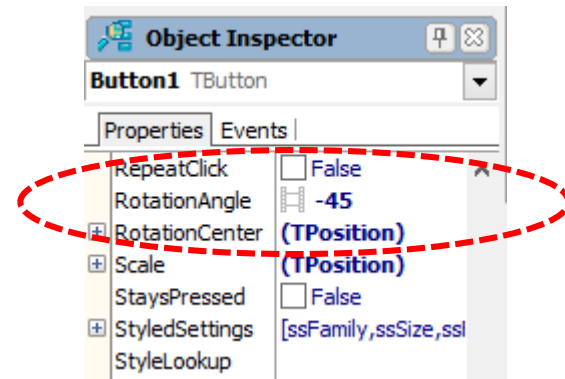 Object Inspector
Button1 TButton
Properties Events
RepeatClick False
RotationAngle -45
RotationCenter (TPosition)
Scale (TPosition)
StaysPressed False
StyledSettings [ssFamily,ssSize,ss
StyleLookup